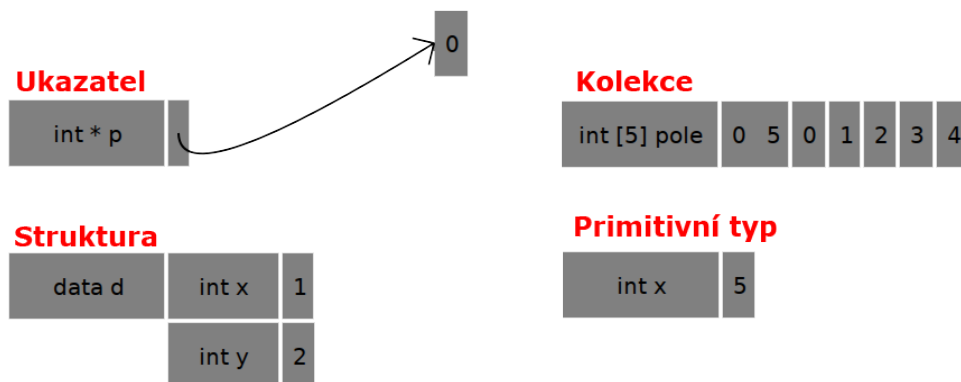 0
Ukazatel
int * p
Kolekce
int [5] pole 0 5 0 1 2 3 4
Struktura
data d int x 1
int y 2
Primitivní typ
int x 5